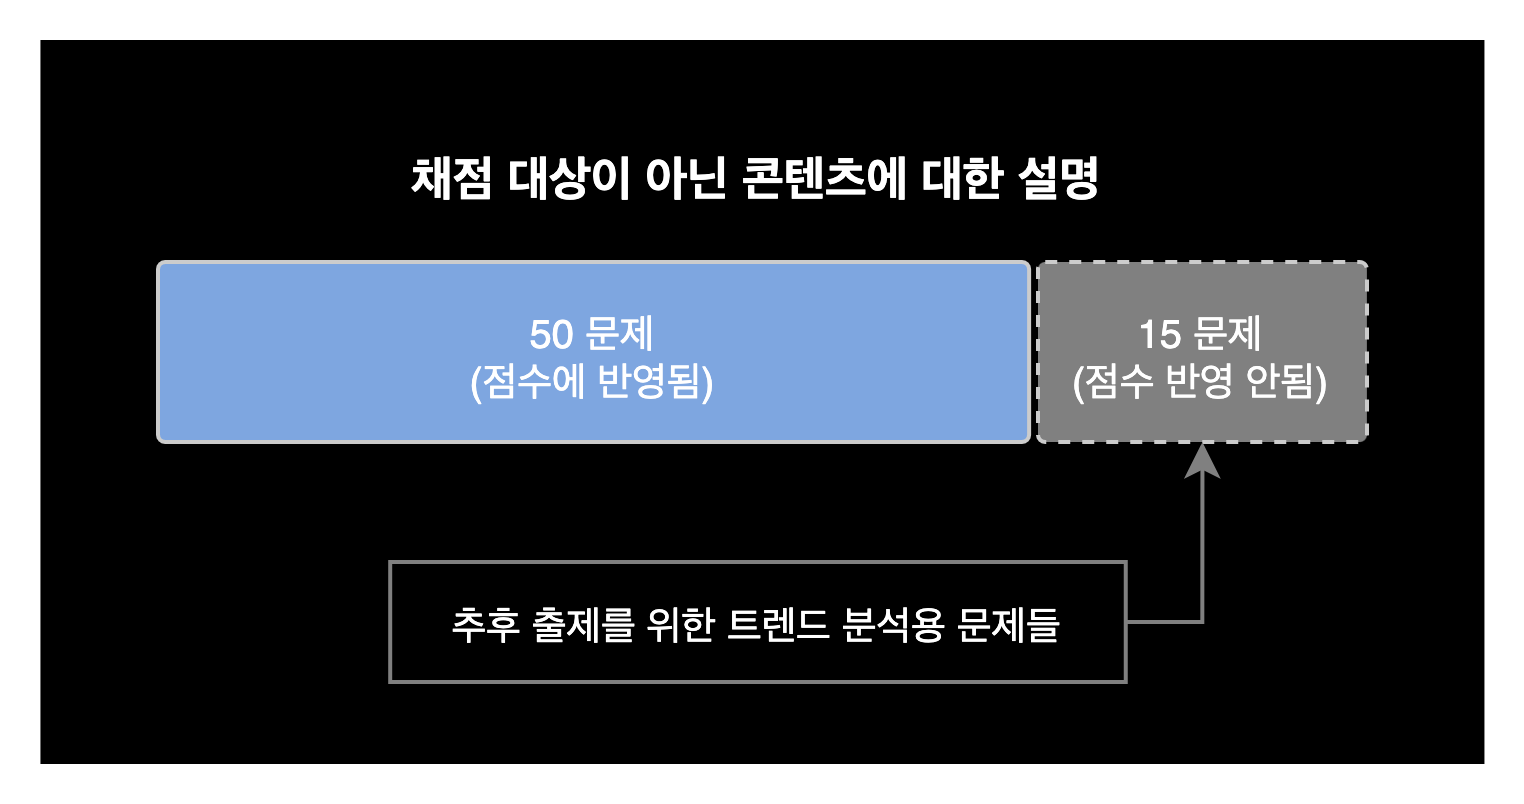 채점 대상이 아닌 콘텐츠에 대한 설명
50 문제
(점수에 반영됨)
15 문제
(점수 반영 안됨)
추후 출제를 위한 트렌드 분석용 문제들